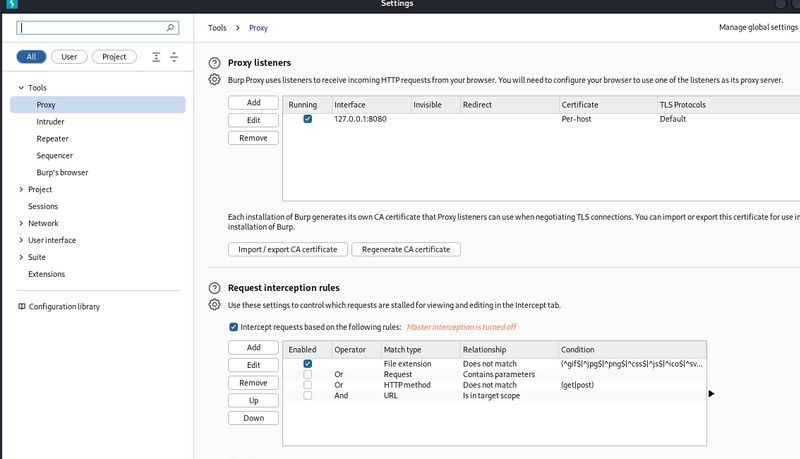 Settings
Tools > Proxy
Manage global settings
All User Project
Tools
Proxy
Intruder
Repeater
Sequencer
Burp's browser
Project
Sessions
Network
User interface
Suite
Extensions
Configuration library
Proxy listeners
Burp Proxy uses listeners to receive incoming HTTP requests from your browser. You will need to configure your browser to use one of the listeners as its proxy server.
Add
Edit
Remove
Running Interface Invisible Redirect Certificate TLS Protocols
127.0.0.1:8080 Per-host Default
Each installation of Burp generates its own CA certificate that Proxy listeners can use when negotiating TLS connections. You can import or export this certificate for use in
installation of Burp.
Import / export CA certificate Regenerate CA certificate
Request interception rules
Use these settings to control which requests are stalled for viewing and editing in the Intercept tab.
Intercept requests based on the following rules: Master interception is turned off
Add
Edit
Remove
Up
Down
Enabled Operator Match type Relationship Condition
File extension Does not match (^gif$|^jpg$|^png$|^css$|^js$|^ico$|^sv...
Or Request Contains parameters
Or HTTP method Does not match (get|post)
And URL Is in target scope